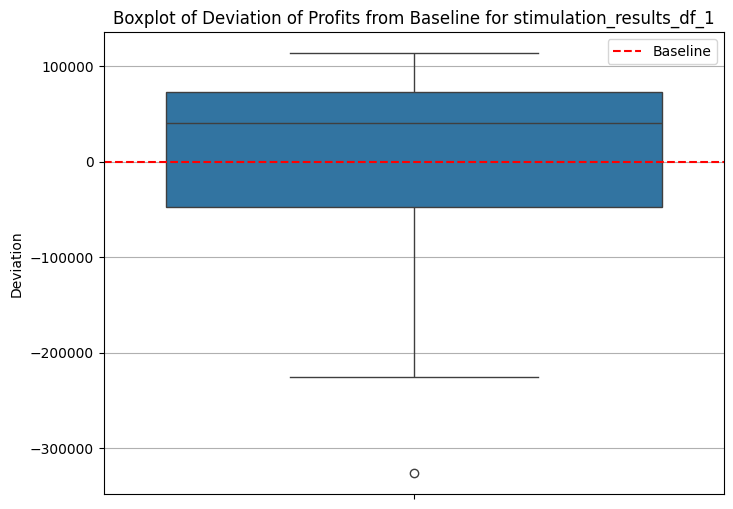 Boxplot of Deviation of Profits from Baseline for stimulation_results_df_1
Baseline
100000
0
−100000
−200000
−300000
Deviation